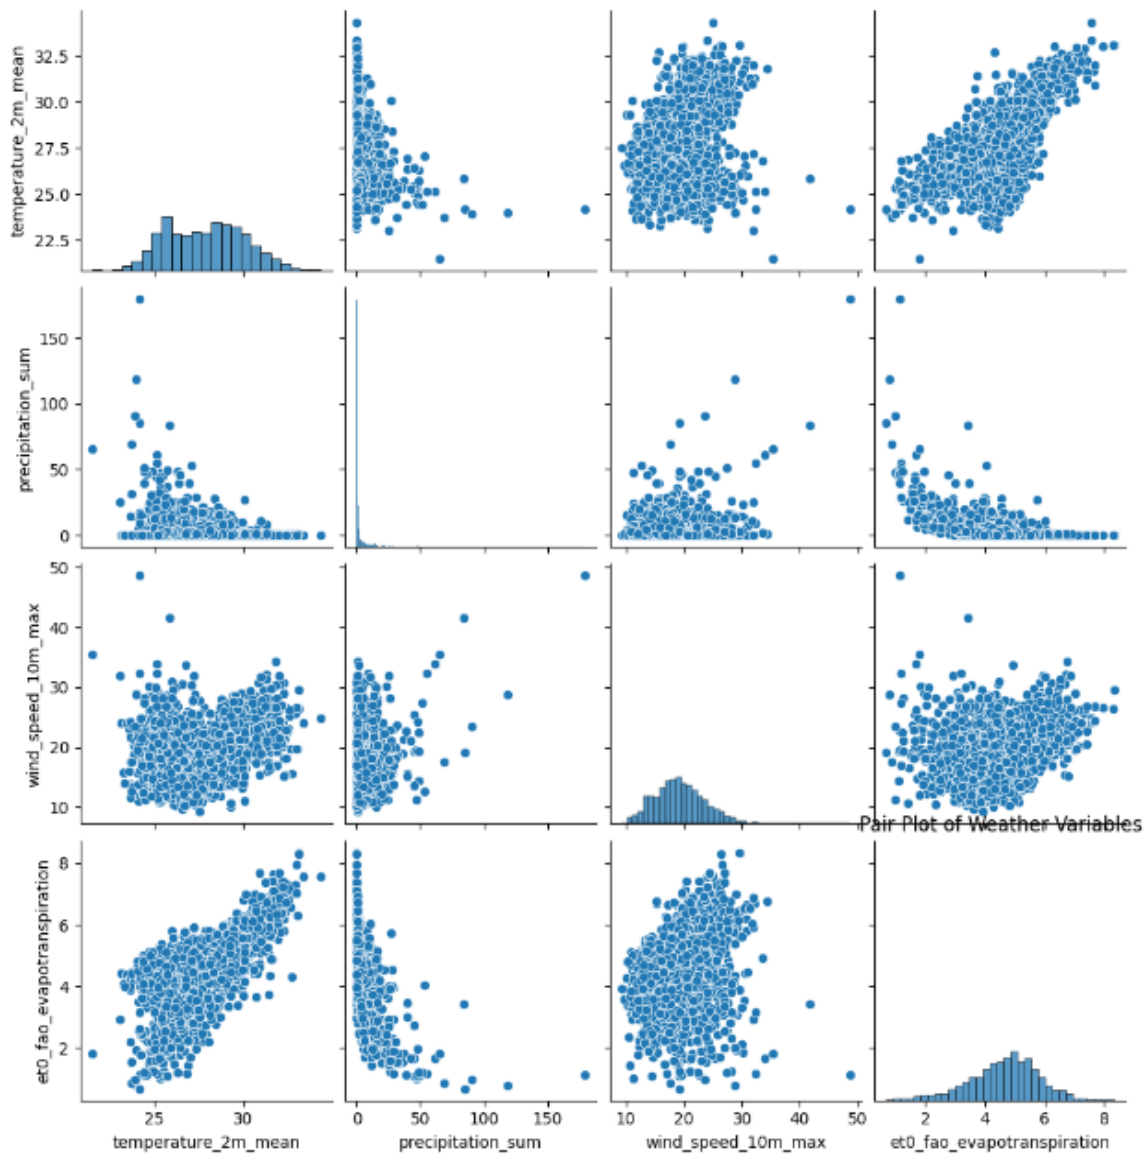 temperature_2m_mean
32.5
30.0
27.5
25.0
22.5
precipitation_sum
150
100
50
0
wind_speed_10m_max
50
40
30
20
10
Pair Plot of Weather Variables
et0_fao_evapotranspiration
8
6
4
2
25 30
0 50 100 150
10 20 30 40 50
2 4 6 8
temperature_2m_mean
precipitation_sum
wind_speed_10m_max
et0_fao_evapotranspiration